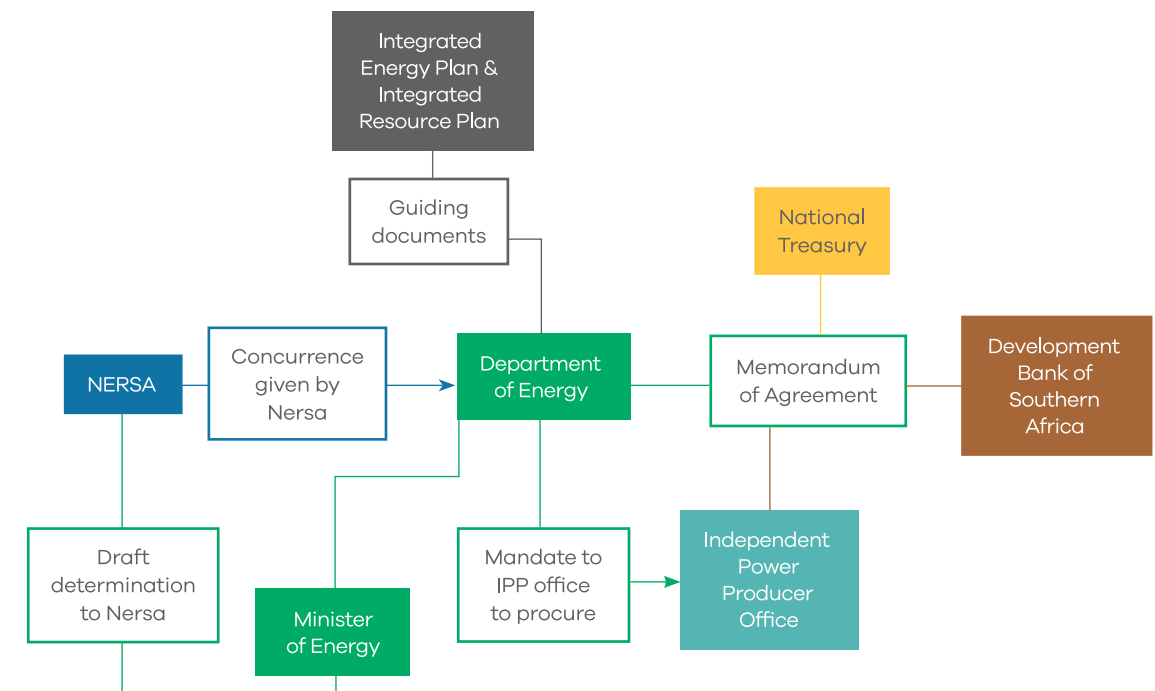 Integrated
Energy Plan &
Integrated
Resource Plan
Guiding
documents
National
Treasury
NERSA
Concurrence
given by
Nersa
Department
of Energy
Memorandum
of Agreement
Development
Bank of
Southern
Africa
Draft
determination
to Nersa
Minister
of Energy
Mandate to
IPP office
to procure
Independent
Power
Producer
Office